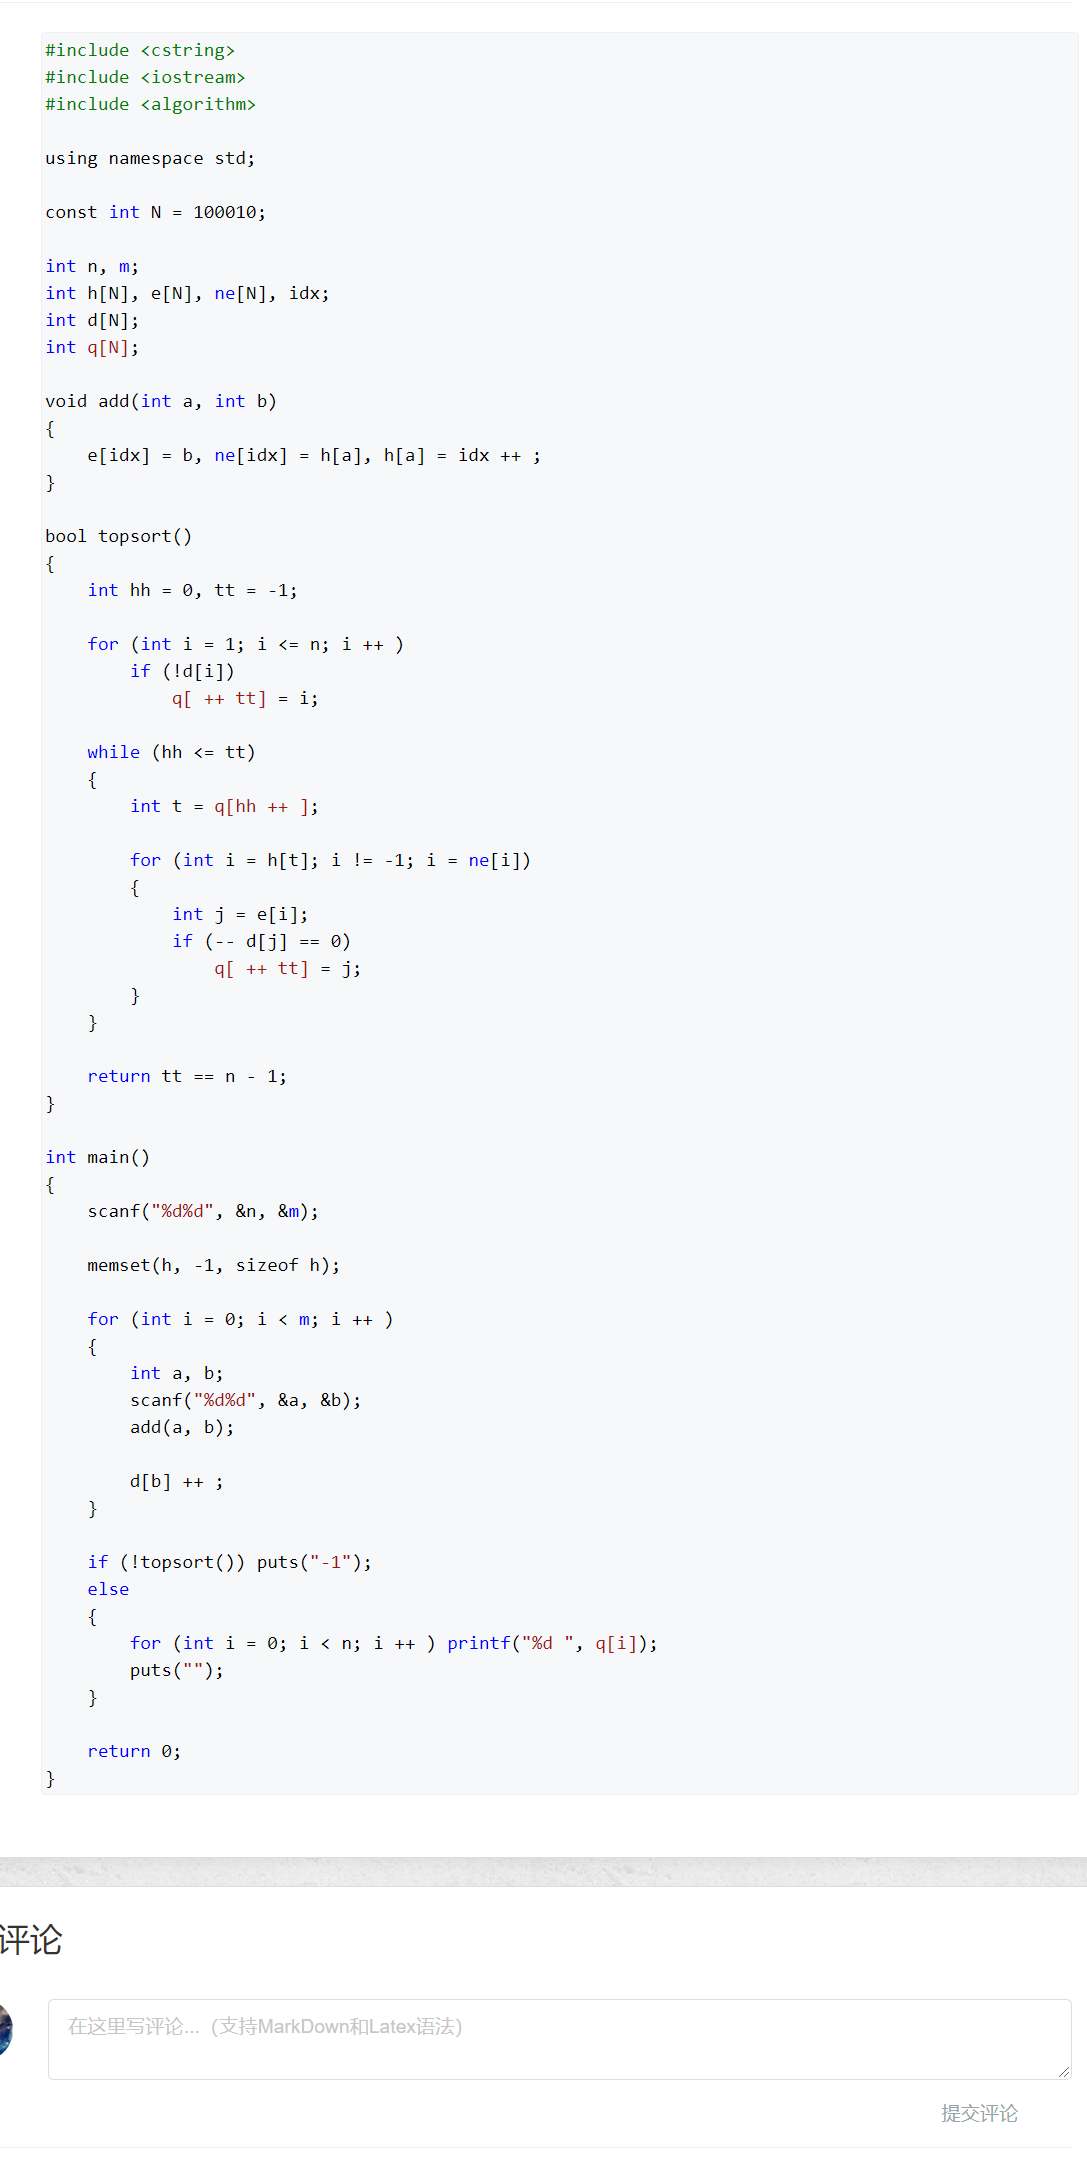 #include <cstring>
#include <iostream>
#include <algorithm>

using namespace std;

const int N = 100010;

int n, m;
int h[N], e[N], ne[N], idx;
int d[N];
int q[N];

void add(int a, int b)
{
    e[idx] = b, ne[idx] = h[a], h[a] = idx ++ ;
}

bool topsort()
{
    int hh = 0, tt = -1;

    for (int i = 1; i <= n; i ++ )
        if (!d[i])
            q[ ++ tt] = i;

    while (hh <= tt)
    {
        int t = q[hh ++ ];

        for (int i = h[t]; i != -1; i = ne[i])
        {
            int j = e[i];
            if (-- d[j] == 0)
                q[ ++ tt] = j;
        }
    }

    return tt == n - 1;
}

int main()
{
    scanf("%d%d", &n, &m);

    memset(h, -1, sizeof h);

    for (int i = 0; i < m; i ++ )
    {
        int a, b;
        scanf("%d%d", &a, &b);
        add(a, b);

        d[b] ++ ;
    }

    if (!topsort()) puts("-1");
    else
    {
        for (int i = 0; i < n; i ++ ) printf("%d ", q[i]);
        puts("");
    }

    return 0;
}
评论
在这里写评论... (支持MarkDown和Latex语法)
提交评论